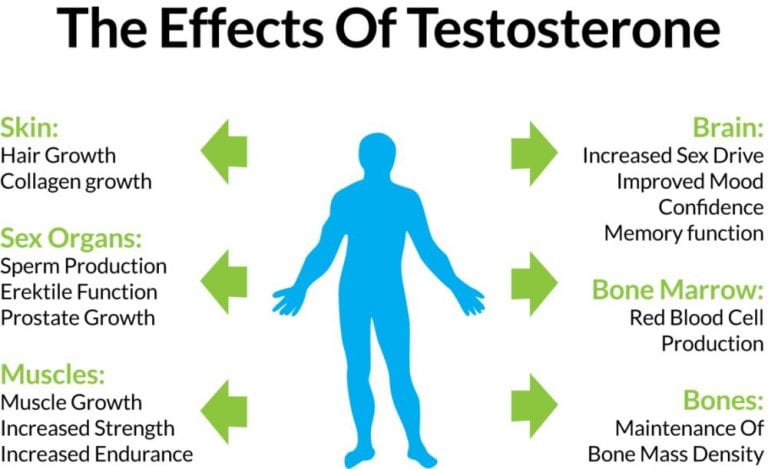 The Effects Of Testosterone
Skin:
Hair Growth
Collagen growth
Sex Organs:
Sperm Production
Erektile Function
Prostate Growth
Muscles:
Muscle Growth
Increased Strength
Increased Endurance
Brain:
Increased Sex Drive
Improved Mood
Confidence
Memory function
Bone Marrow:
Red Blood Cell
Production
Bones:
Maintenance Of
Bone Mass Density